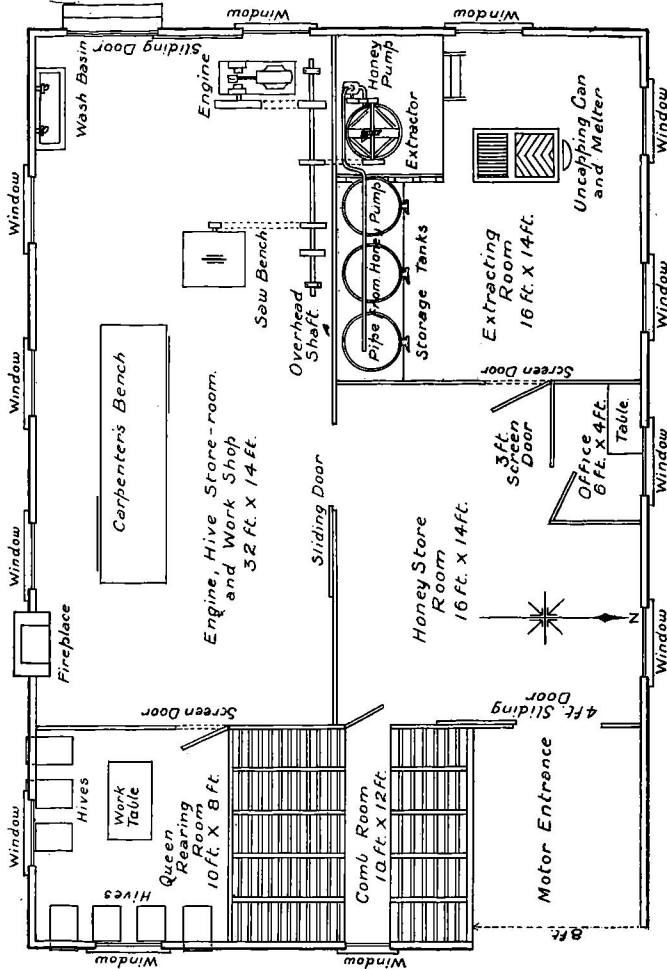 Window
Window
Window
Window
Window
Hives
Hives
Work
Table
Queen
Rearing
Room
10 ft. X 8 ft.
Screen Door
Fireplace
Carpenter's Bench
Engine, Hive Store-room.
and Work Shop
32 ft. X 14 ft.
Saw Bench
Overhead
Shaft.
Engine
Wash Basin
Sliding Door
Window
Window
Comb Room
10 ft. X 12 ft.
Sliding Door
Honey Store
Room
16 ft. X 14 ft.
Pipe from Honey Pump
Storage Tanks
Extractor
Honey
Pump
Window
Extracting
Room
16 ft. X 14 ft.
Uncapping Can
and Melter
Screen Door
3 ft.
Screen
Door
Office
6 ft. X 4 ft.
Table
4 ft. Sliding
Door
N
Motor Entrance
8 ft
Window
Window
Window
Window